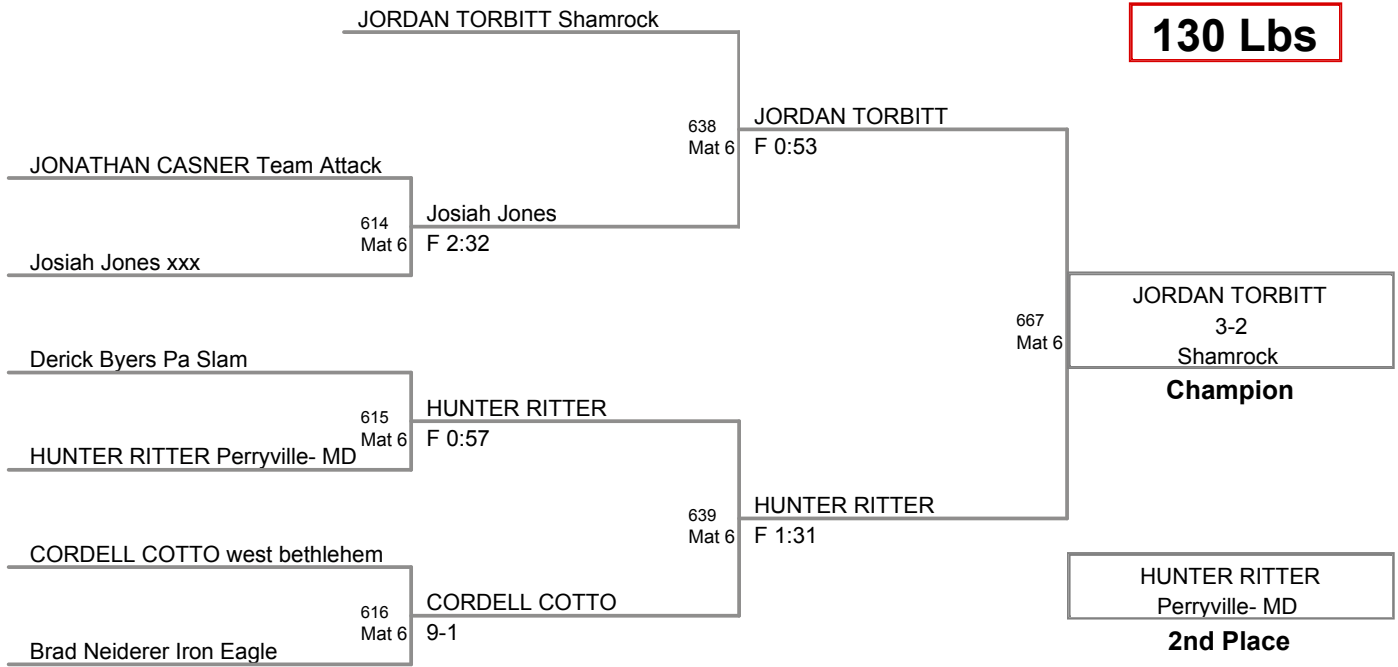 JORDAN TORBITT Shamrock
130 Lbs
638
Mat 6
JORDAN TORBITT
F 0:53
JONATHAN CASNER Team Attack
614
Mat 6
Josiah Jones
F 2:32
Josiah Jones xxx
667
Mat 6
JORDAN TORBITT
3-2
Shamrock
Champion
Derick Byers Pa Slam
615
Mat 6
HUNTER RITTER
F 0:57
HUNTER RITTER Perryville- MD
639
Mat 6
HUNTER RITTER
F 1:31
CORDELL COTTO west bethlehem
616
Mat 6
CORDELL COTTO
9-1
Brad Neiderer Iron Eagle
HUNTER RITTER
Perryville- MD
2nd Place